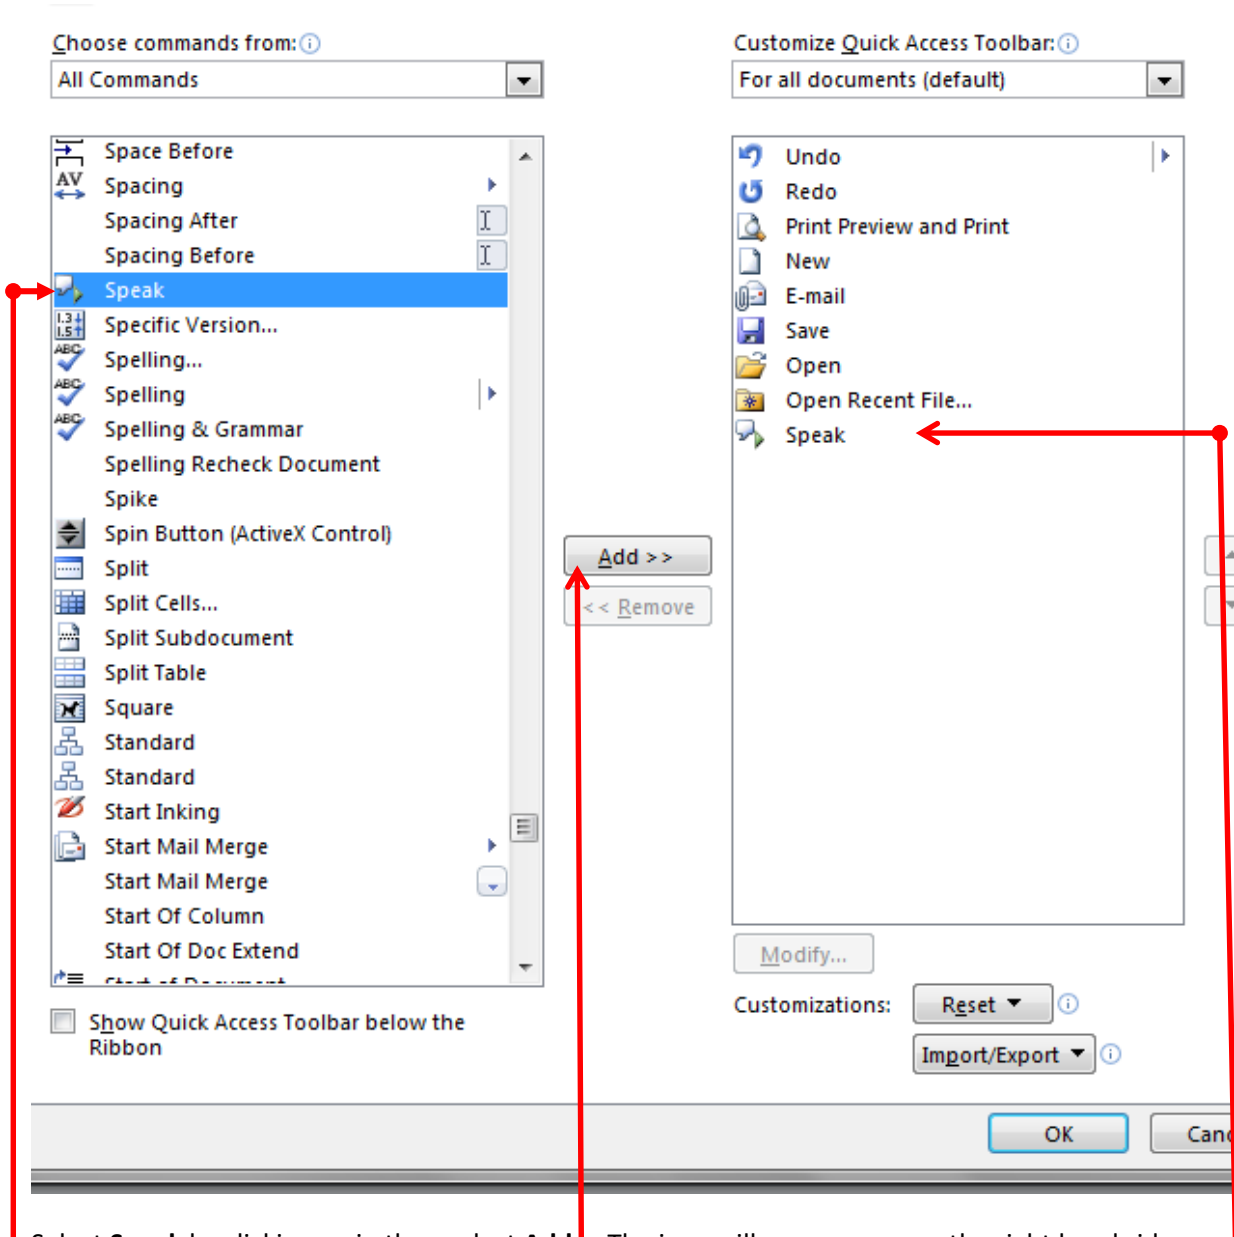 Choose commands from:
All Commands
Space Before
Spacing
Spacing After
Spacing Before
Speak
Specific Version...
Spelling...
Spelling
Spelling & Grammar
Spelling Recheck Document
Spike
Spin Button (ActiveX Control)
Split
Split Cells...
Split Subdocument
Split Table
Square
Standard
Standard
Start Inking
Start Mail Merge
Start Mail Merge
Start Of Column
Start Of Doc Extend
Start of Document
Show Quick Access Toolbar below the
Ribbon
Add >>
<< Remove
Customize Quick Access Toolbar:
For all documents (default)
Undo
Redo
Print Preview and Print
New
E-mail
Save
Open
Open Recent File...
Speak
Modify...
Customizations:
Reset
Import/Export
OK
Canc